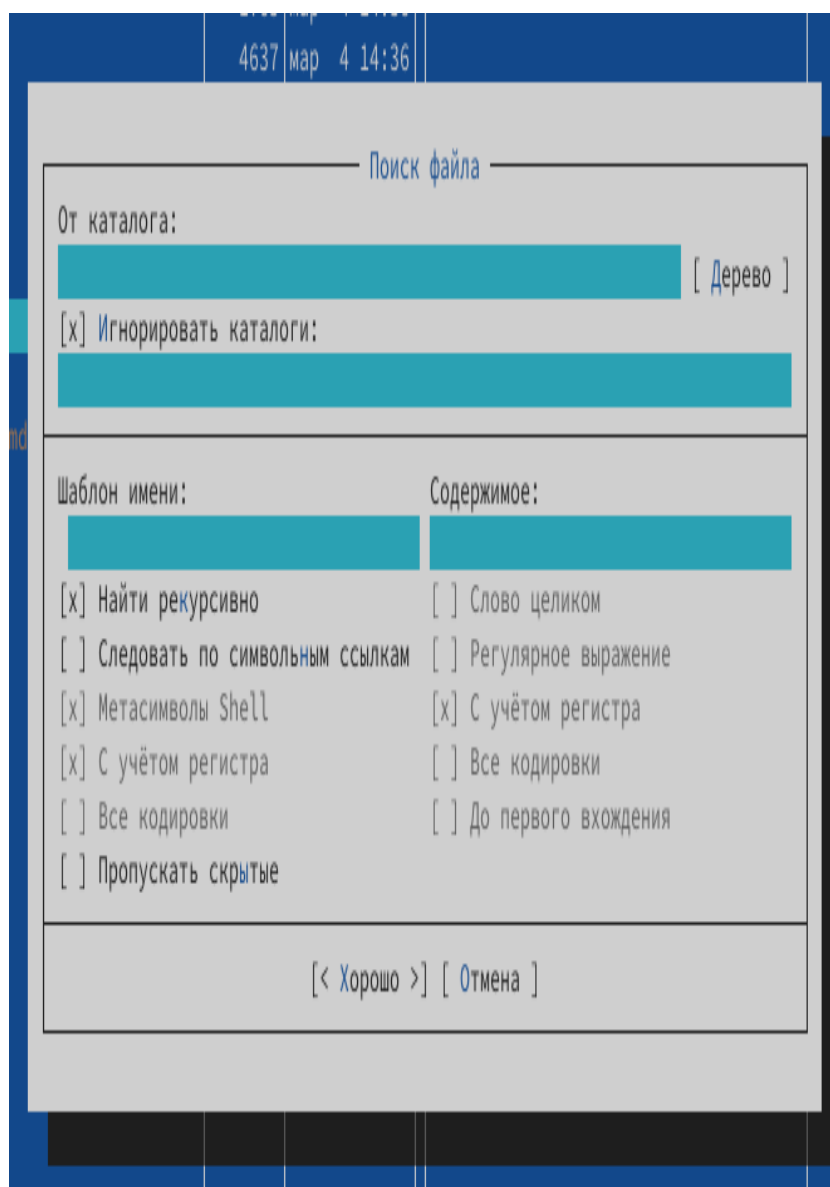 4637 мар 4 14:36
Поиск файла
От каталога:
[ Дерево ]
[x] Игнорировать каталоги:
md
Шаблон имени:
Содержимое:
[x] Найти рекурсивно
[ ] Слово целиком
[ ] Следовать по символьным ссылкам
[ ] Регулярное выражение
[x] Метасимволы Shell
[x] С учётом регистра
[x] С учётом регистра
[ ] Все кодировки
[ ] Все кодировки
[ ] До первого вхождения
[ ] Пропускать скрытые
[< Хорошо >] [ Отмена ]